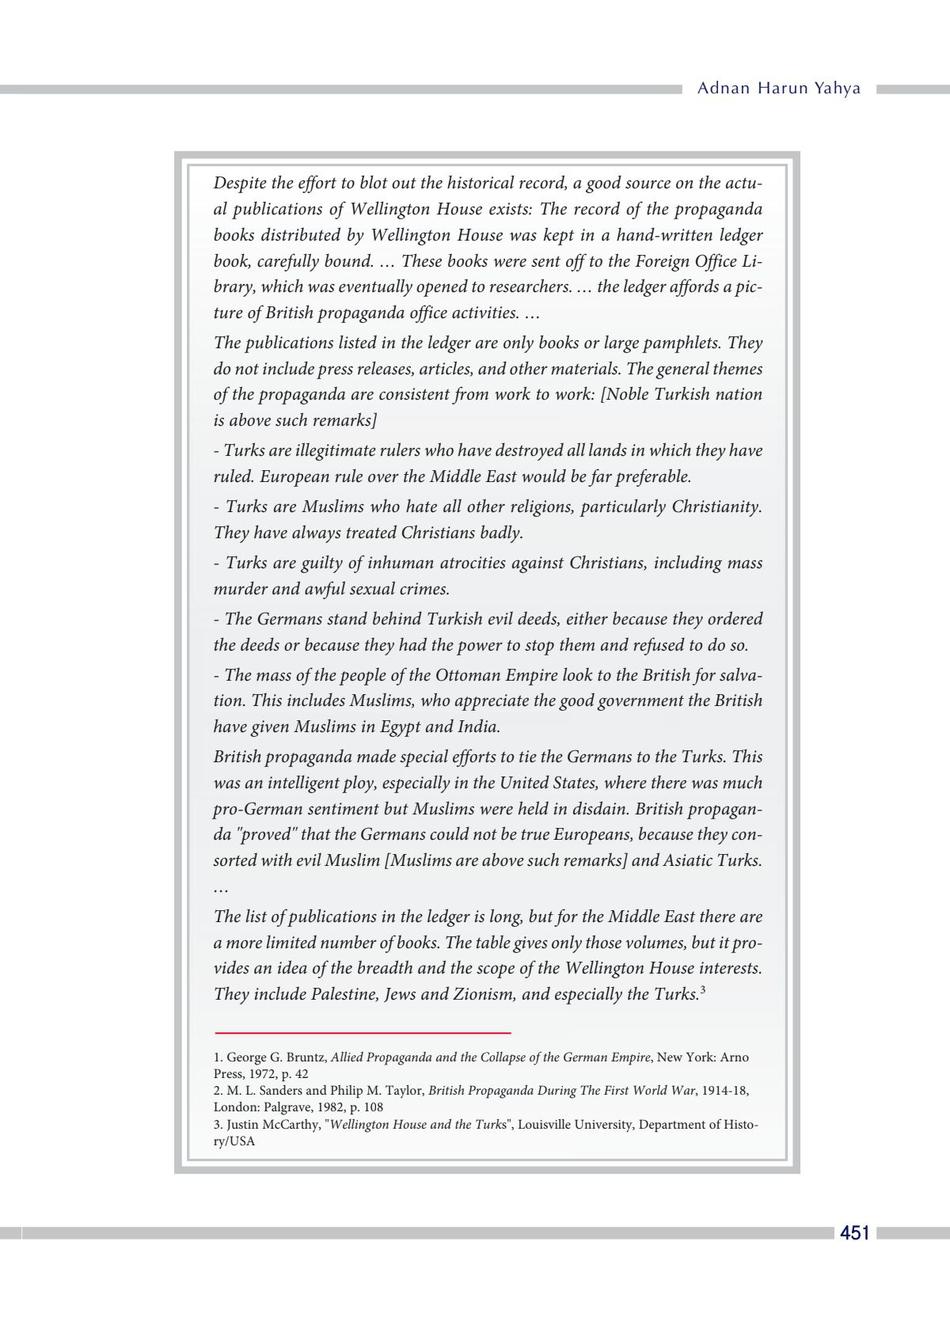 Adnan Harun Yahya
Despite the effort to blot out the historical record, a good source on the actu-
al publications of Wellington House exists: The record of the propaganda
books distributed by Wellington House was kept in a hand-written ledger
book, carefully bound. … These books were sent off to the Foreign Office Li-
brary, which was eventually opened to researchers. … the ledger affords a pic-
ture of British propaganda office activities. …
The publications listed in the ledger are only books or large pamphlets. They
do not include press releases, articles, and other materials. The general themes
of the propaganda are consistent from work to work: [Noble Turkish nation
is above such remarks]
- Turks are illegitimate rulers who have destroyed all lands in which they have
ruled. European rule over the Middle East would be far preferable.
- Turks are Muslims who hate all other religions, particularly Christianity.
They have always treated Christians badly.
- Turks are guilty of inhuman atrocities against Christians, including mass
murder and awful sexual crimes.
- The Germans stand behind Turkish evil deeds, either because they ordered
the deeds or because they had the power to stop them and refused to do so.
- The mass of the people of the Ottoman Empire look to the British for salva-
tion. This includes Muslims, who appreciate the good government the British
have given Muslims in Egypt and India.
British propaganda made special efforts to tie the Germans to the Turks. This
was an intelligent ploy, especially in the United States, where there was much
pro-German sentiment but Muslims were held in disdain. British propagan-
da "proved" that the Germans could not be true Europeans, because they con-
sorted with evil Muslim [Muslims are above such remarks] and Asiatic Turks.
…
The list of publications in the ledger is long, but for the Middle East there are
a more limited number of books. The table gives only those volumes, but it pro-
vides an idea of the breadth and the scope of the Wellington House interests.
They include Palestine, Jews and Zionism, and especially the Turks.3
1. George G. Bruntz, Allied Propaganda and the Collapse of the German Empire, New York: Arno
Press, 1972, p. 42
2. M. L. Sanders and Philip M. Taylor, British Propaganda During The First World War, 1914-18,
London: Palgrave, 1982, p. 108
3. Justin McCarthy, "Wellington House and the Turks", Louisville University, Department of Histo-
ry/USA
451